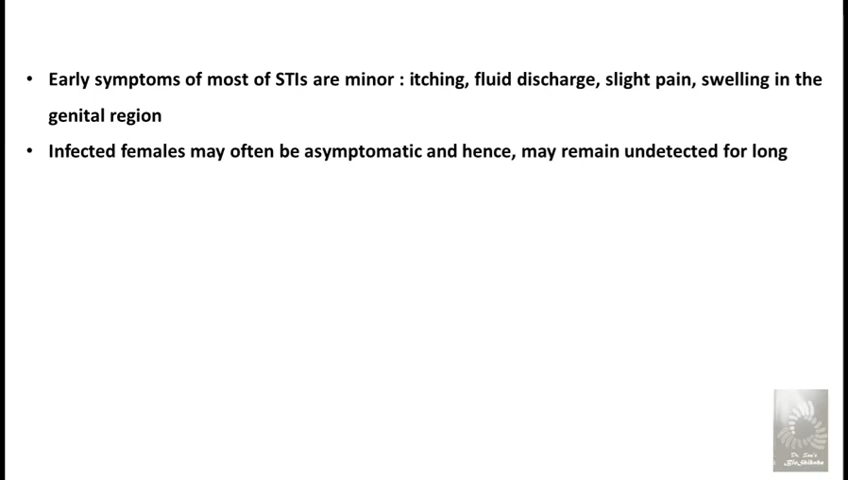 • Early symptoms of most of STIs are minor : itching, fluid discharge, slight pain, swelling in the
genital region
• Infected females may often be asymptomatic and hence, may remain undetected for long